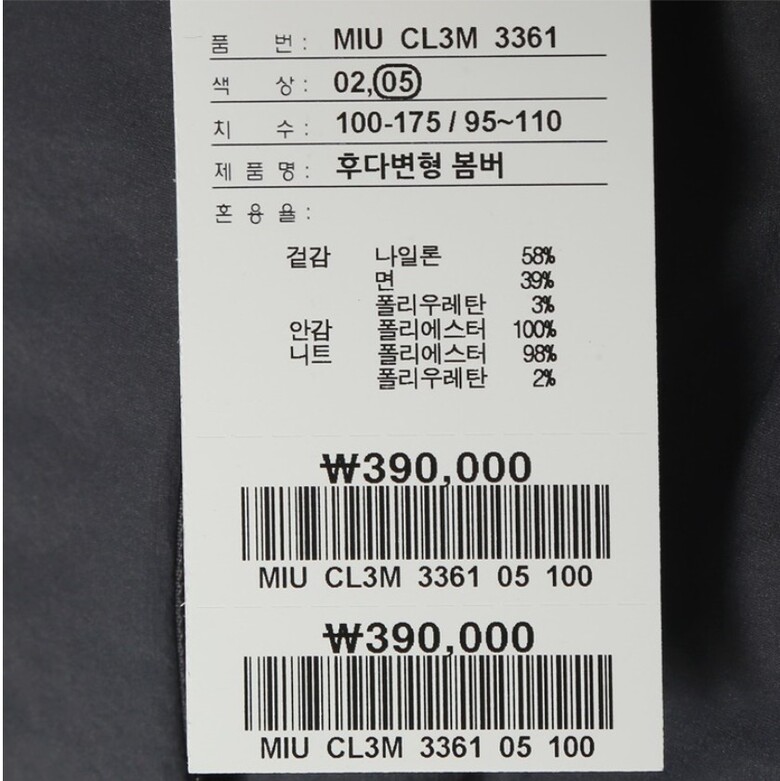 품 번 : MIU CL3M 3361
색 상 : 02,05
치 수 : 100-175 / 95~110
제 품 명 : 후다변형 봄버
혼 용 율 :
겉감 나일론 58%
면 39%
폴리우레탄 3%
안감 폴리에스터 100%
니트 폴리에스터 98%
폴리우레탄 2%
₩390,000
MIU CL3M 3361 05 100
₩390,000
MIU CL3M 3361 05 100